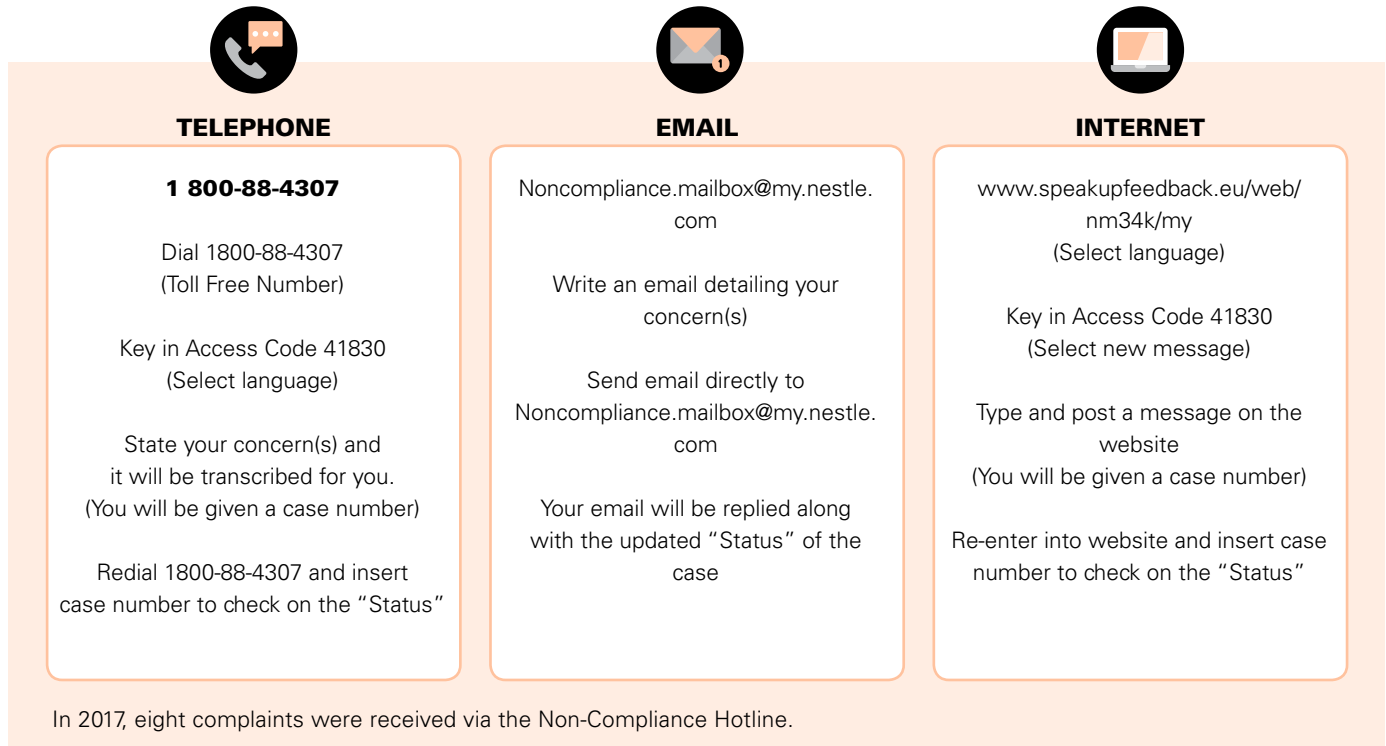 TELEPHONE
1 800-88-4307
Dial 1800-88-4307
(Toll Free Number)
Key in Access Code 41830
(Select language)
State your concern(s) and
it will be transcribed for you.
(You will be given a case number)
Redial 1800-88-4307 and insert
case number to check on the “Status”
1
EMAIL
Noncompliance.mailbox@my.nestle.
com
Write an email detailing your
concern(s)
Send email directly to
Noncompliance.mailbox@my.nestle.
com
Your email will be replied along
with the updated “Status” of the
case
INTERNET
www.speakupfeedback.eu/web/
nm34k/my
(Select language)
Key in Access Code 41830
(Select new message)
Type and post a message on the
website
(You will be given a case number)
Re-enter into website and insert case
number to check on the “Status”
In 2017, eight complaints were received via the Non-Compliance Hotline.